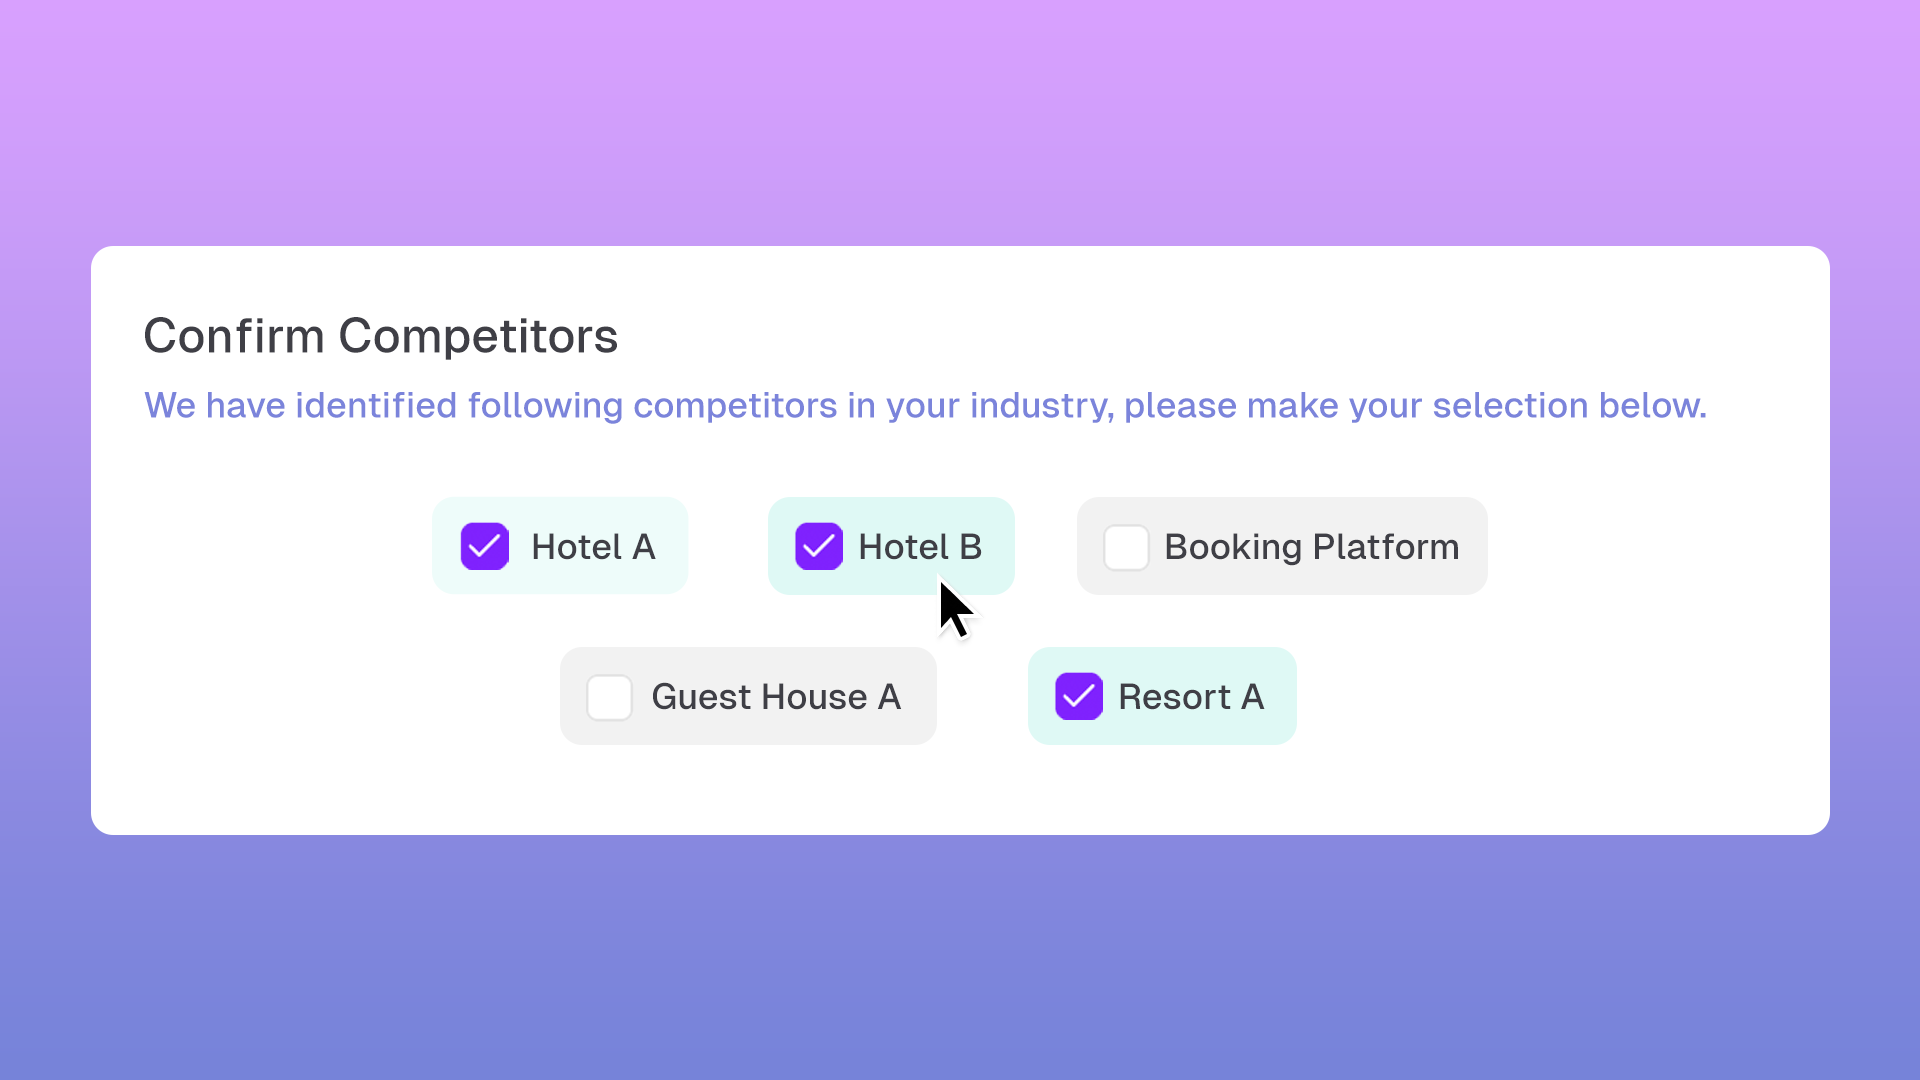 Confirm Competitors
We have identified following competitors in your industry, please make your selection below.
Hotel A
Hotel B
Booking Platform
Guest House A
Resort A